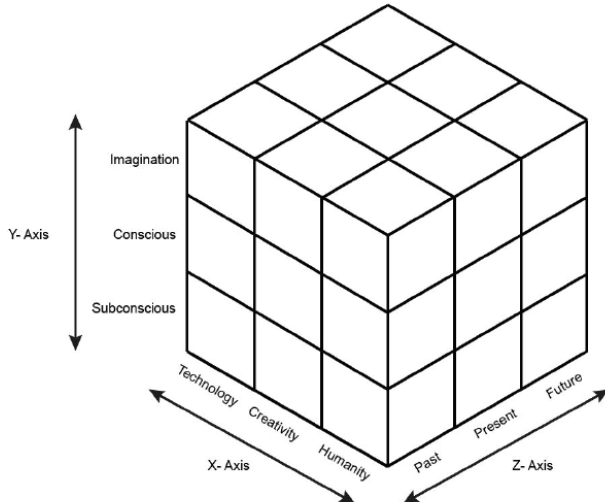 Imagination
Y- Axis
Conscious
Subconscious
Technology
Creativity
Humanity
Past
Present
Future
X- Axis
Z- Axis